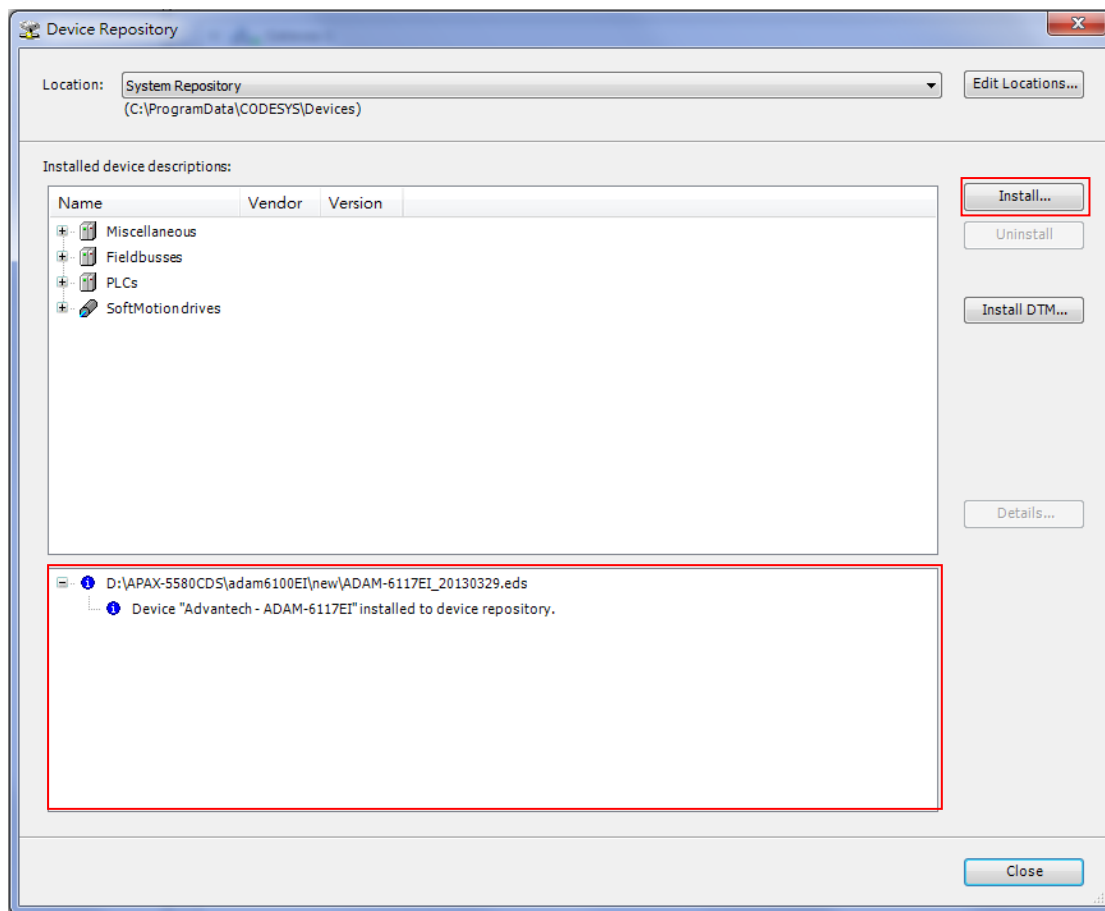 Device Repository
Location:
System Repository
Edit Locations...
(C:\ProgramData\CODESYS\Devices)
Installed device descriptions:
Name Vendor Version
Install...
Miscellaneous
Uninstall
Fieldbusses
PLCs
SoftMotion drives
Install DTM...
Details...
D:\APAX-5580CDS\adam6100EI\new\ADAM-6117EI_20130329.eds
Device "Advantech - ADAM-6117EI" installed to device repository.
Close